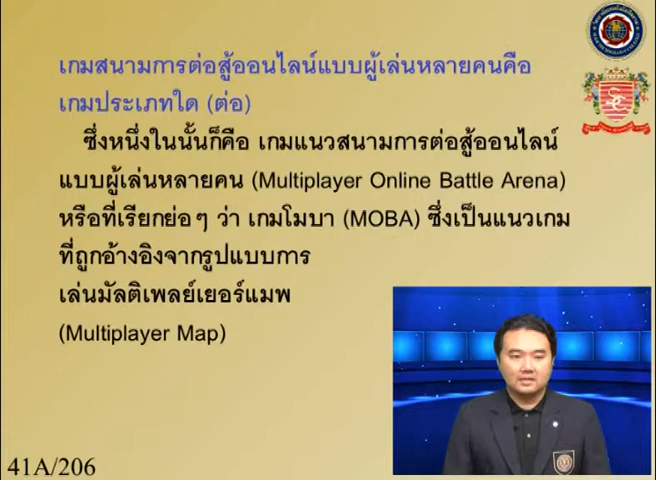 เกมสนามการต่อสู้ออนไลน์แบบผู้เล่นหลายคนคือ
เกมประเภทใด (ต่อ)
ซึ่งหนึ่งในนั้นก็คือ เกมแนวสนามการต่อสู้ออนไลน์
แบบผู้เล่นหลายคน (Multiplayer Online Battle Arena)
หรือที่เรียกย่อๆ ว่า เกมโมบา (MOBA) ซึ่งเป็นแนวเกม
ที่ถูกอ้างอิงจากรูปแบบการ
เล่นมัลติเพลย์เยอร์แมพ
(Multiplayer Map)
41A/206